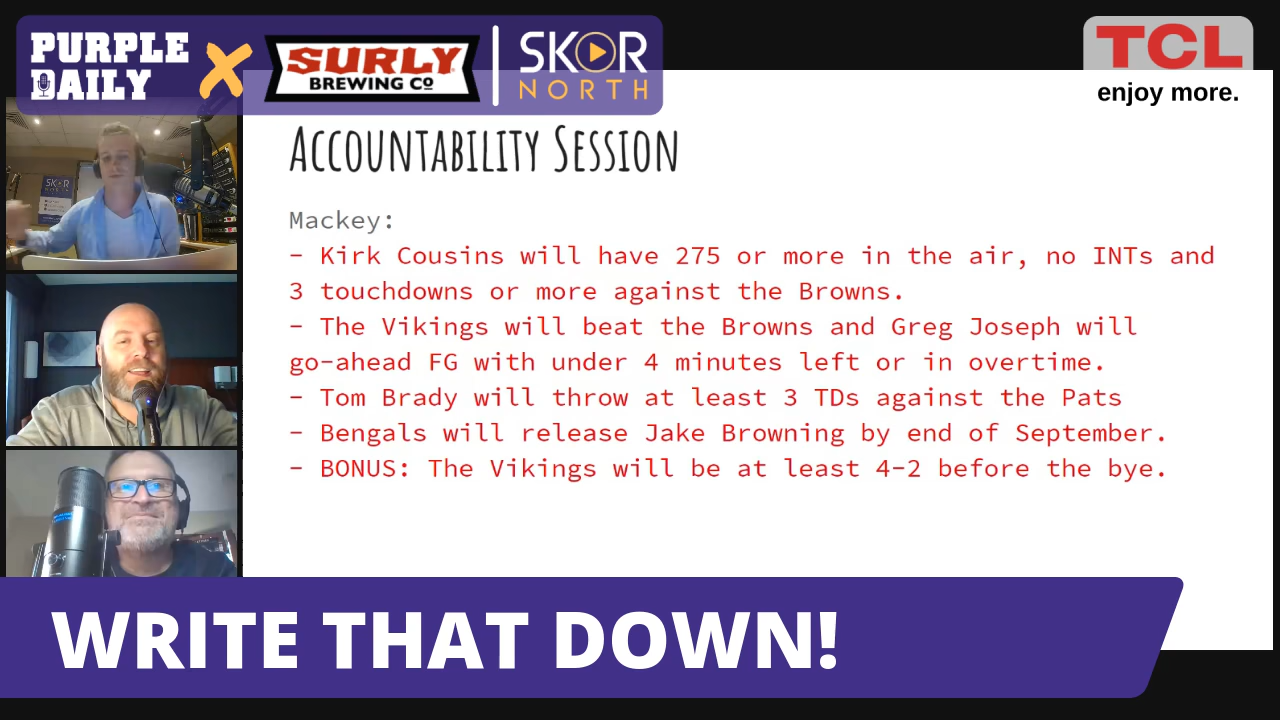 PURPLE DAILY
X
SURLY
BREWING CO
SKOR
NORTH
TCL
enjoy more.
SKOR
NORTH
Accountability Session
Mackey:
- Kirk Cousins will have 275 or more in the air, no INTs and
3 touchdowns or more against the Browns.
- The Vikings will beat the Browns and Greg Joseph will
go-ahead FG with under 4 minutes left or in overtime.
- Tom Brady will throw at least 3 TDs against the Pats
- Bengals will release Jake Browning by end of September.
- BONUS: The Vikings will be at least 4-2 before the bye.
WRITE THAT DOWN!